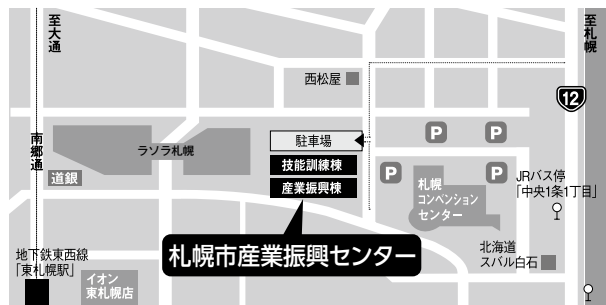 至大通
至札幌
西松屋
12
南郷通
ラソラ札幌
駐車場
P
P
技能訓練棟
産業振興棟
P
P
道銀
札幌
コンベンション
センター
JRバス停
「中央1条1丁目」
札幌市産業振興センター
地下鉄東西線
「東札幌駅」
イオン
東札幌店
北海道
スバル白石